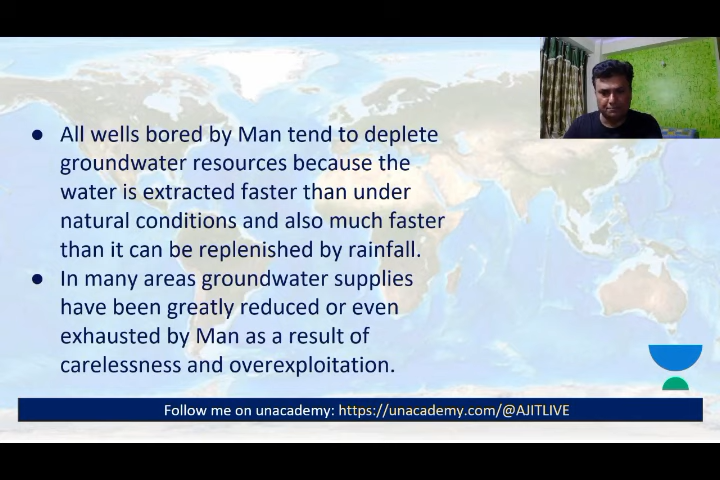 ● All wells bored by Man tend to deplete
groundwater resources because the
water is extracted faster than under
natural conditions and also much faster
than it can be replenished by rainfall.
● In many areas groundwater supplies
have been greatly reduced or even
exhausted by Man as a result of
carelessness and overexploitation.
Follow me on unacademy: https://unacademy.com/@AJITLIVE